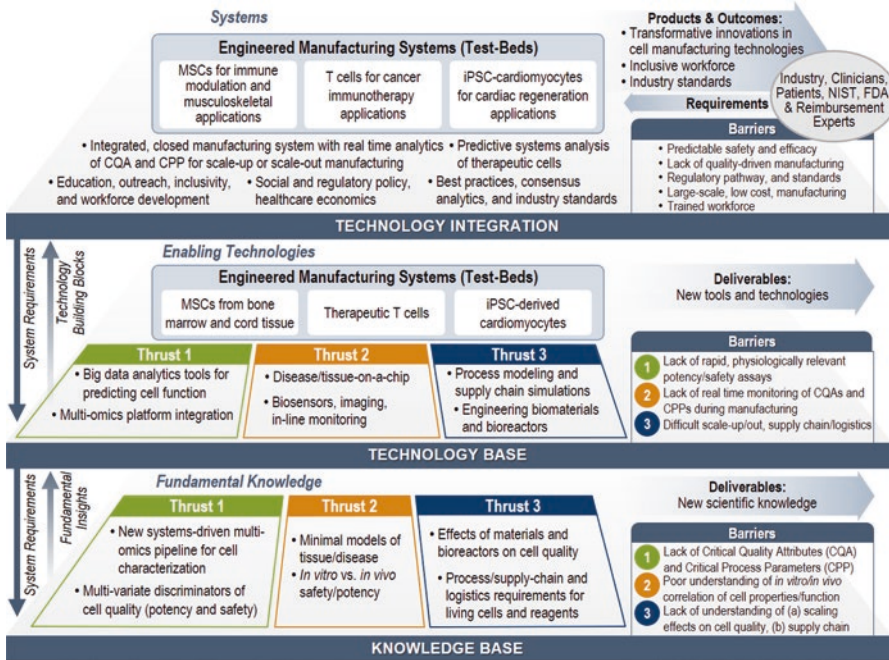 Systems
Engineered Manufacturing Systems (Test-Beds)
MSCs for immune
modulation and
musculoskeletal
applications
T cells for cancer
immunotherapy
applications
iPSC-cardiomyocytes
for cardiac regeneration
applications
• Integrated, closed manufacturing system with real time analytics
of CQA and CPP for scale-up or scale-out manufacturing
• Predictive systems analysis
of therapeutic cells
• Education, outreach, inclusivity,
and workforce development
• Social and regulatory policy,
healthcare economics
• Best practices, consensus
analytics, and industry standards
Products & Outcomes:
• Transformative innovations in
cell manufacturing technologies
• Inclusive workforce
• Industry standards
Industry, Clinicians,
Patients, NIST, FDA
& Reimbursement
Experts
Requirements
Barriers
• Predictable safety and efficacy
• Lack of quality-driven manufacturing
• Regulatory pathway, and standards
• Large-scale, low cost, manufacturing
• Trained workforce
TECHNOLOGY INTEGRATION
System Requirements
Technology
Building Blocks
Enabling Technologies
Engineered Manufacturing Systems (Test-Beds)
MSCs from bone
marrow and cord tissue
Therapeutic T cells
iPSC-derived
cardiomyocytes
Thrust 1
• Big data analytics tools for
predicting cell function
• Multi-omics platform integration
Thrust 2
• Disease/tissue-on-a-chip
• Biosensors, imaging,
in-line monitoring
Thrust 3
• Process modeling and
supply chain simulations
• Engineering biomaterials
and bioreactors
Deliverables:
New tools and technologies
Barriers
1 Lack of rapid, physiologically relevant
potency/safety assays
2 Lack of real time monitoring of CQAs and
CPPs during manufacturing
3 Difficult scale-up/out, supply chain/logistics
TECHNOLOGY BASE
System Requirements
Fundamental
Insights
Fundamental Knowledge
Thrust 1
• New systems-driven multi-
omics pipeline for cell
characterization
• Multi-variate discriminators
of cell quality (potency and safety)
Thrust 2
• Minimal models of
tissue/disease
• In vitro vs. in vivo
safety/potency
Thrust 3
• Effects of materials and
bioreactors on cell quality
• Process/supply-chain and
logistics requirements for
living cells and reagents
Deliverables:
New scientific knowledge
Barriers
1 Lack of Critical Quality Attributes (CQA)
and Critical Process Parameters (CPP)
2 Poor understanding of in vitro/in vivo
correlation of cell properties/function
3 Lack of understanding of (a) scaling
effects on cell quality, (b) supply chain
KNOWLEDGE BASE